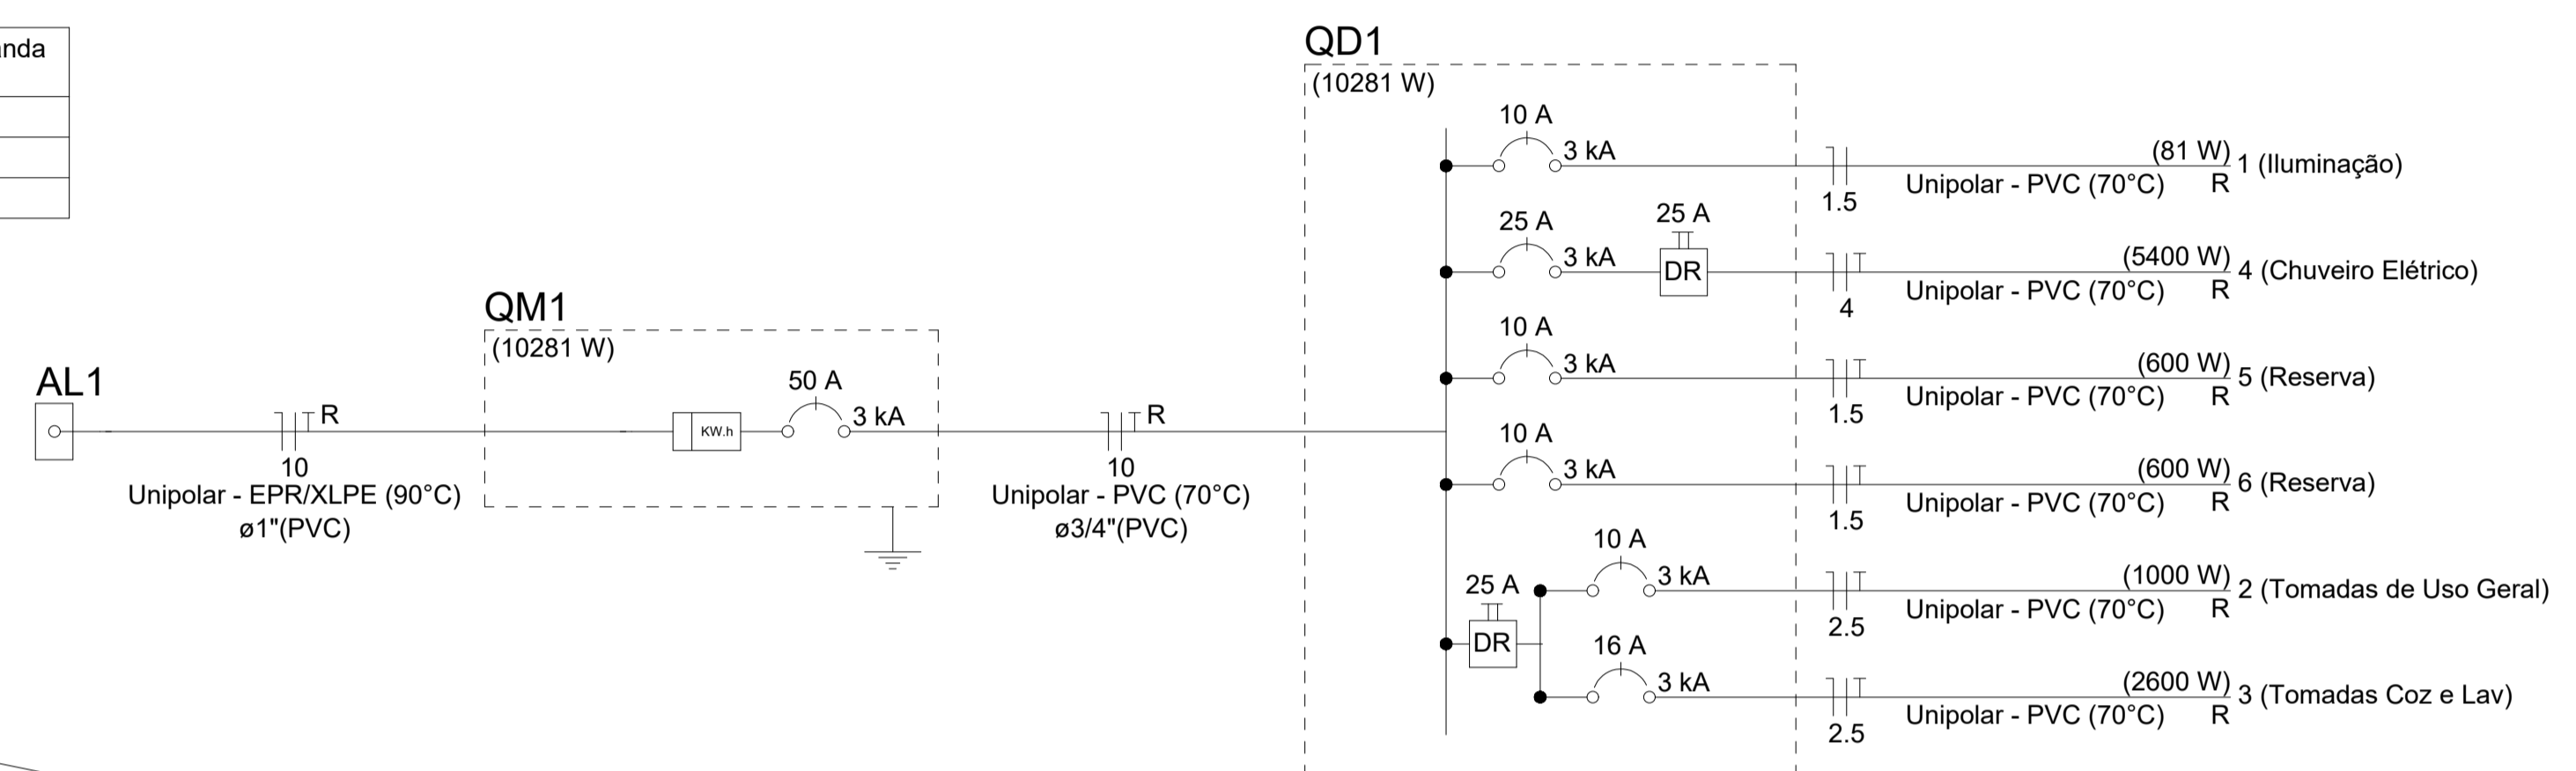 nda
AL1
R
10
Unipolar - EPR/XLPE (90°C)
ø1"(PVC)
QM1
(10281 W)
KW.h
50 A
3 kA
R
10
Unipolar - PVC (70°C)
ø3/4"(PVC)
QD1
(10281 W)
10 A
3 kA
1.5
(81 W)
Unipolar - PVC (70°C) R
1 (Iluminação)
25 A
3 kA
25 A
DR
4
(5400 W)
Unipolar - PVC (70°C) R
4 (Chuveiro Elétrico)
10 A
3 kA
1.5
(600 W)
Unipolar - PVC (70°C) R
5 (Reserva)
10 A
3 kA
1.5
(600 W)
Unipolar - PVC (70°C) R
6 (Reserva)
25 A
DR
10 A
3 kA
2.5
(1000 W)
Unipolar - PVC (70°C) R
2 (Tomadas de Uso Geral)
16 A
3 kA
2.5
(2600 W)
Unipolar - PVC (70°C) R
3 (Tomadas Coz e Lav)